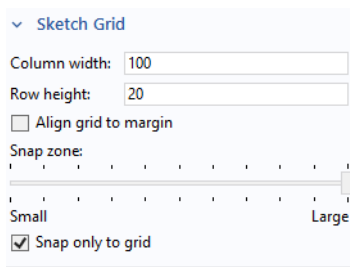 Sketch Grid
Column width: 100
Row height: 20
Align grid to margin
Snap zone:
Small Large
Snap only to grid